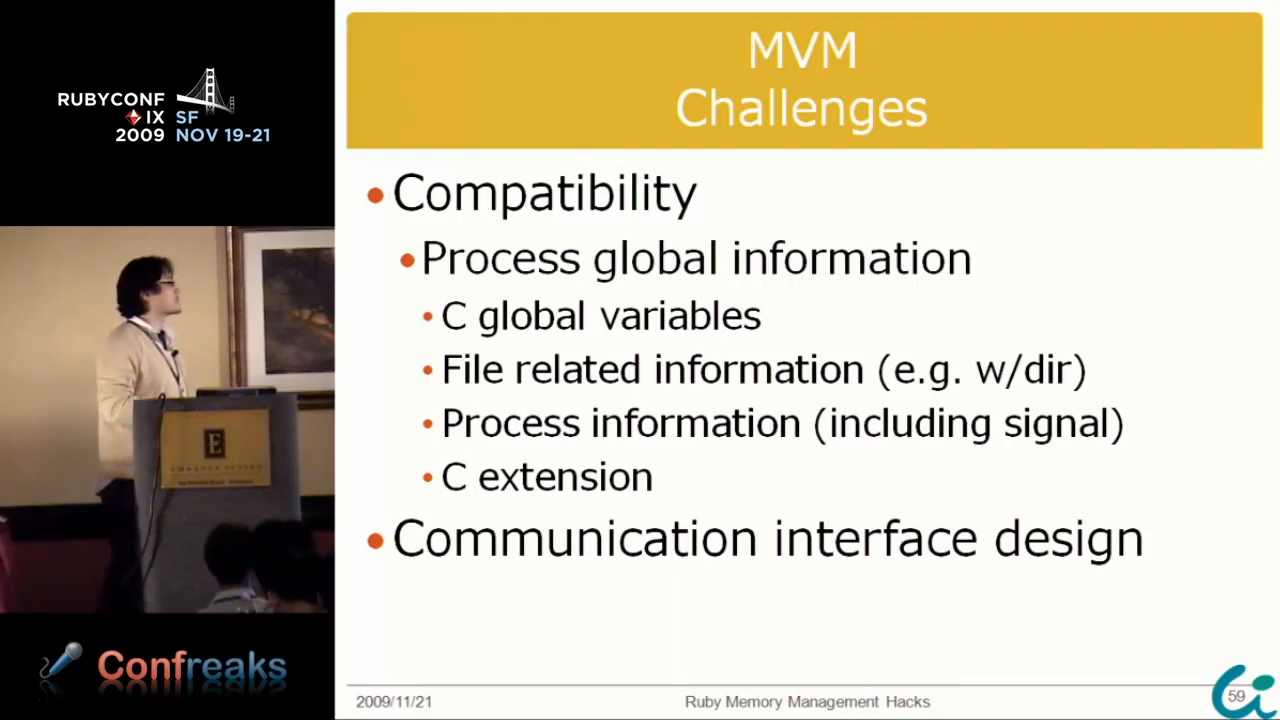 RUBYCONF
IX SF
2009 NOV 19-21
MVM
Challenges
Compatibility
Process global information
C global variables
File related information (e.g. w/dir)
Process information (including signal)
C extension
Communication interface design
E
Confreaks
2009/11/21
Ruby Memory Management Hacks
59